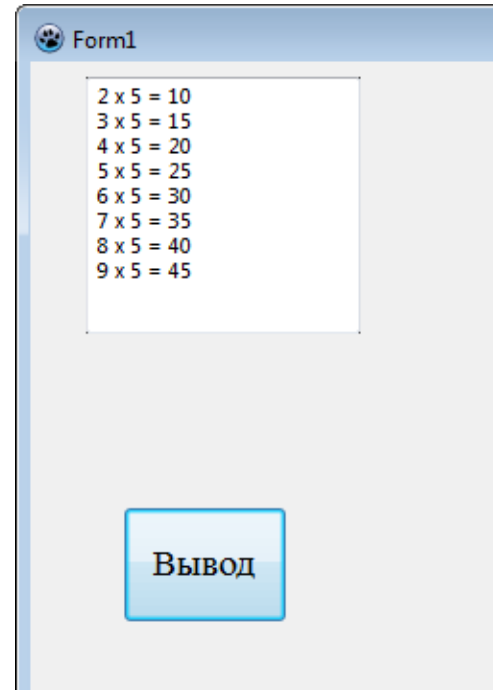 Form1
2 x 5 = 10
3 x 5 = 15
4 x 5 = 20
5 x 5 = 25
6 x 5 = 30
7 x 5 = 35
8 x 5 = 40
9 x 5 = 45
Вывод